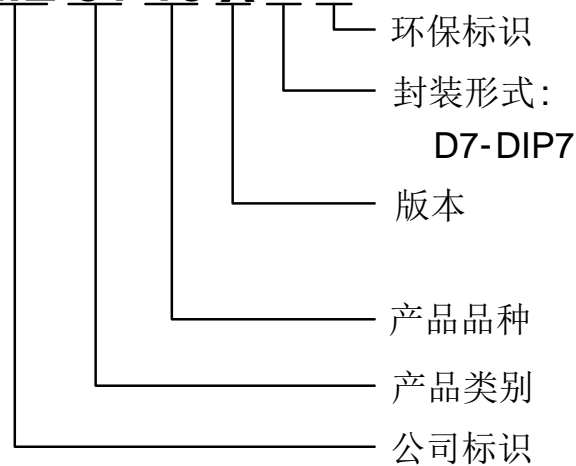 环保标识
封装形式:
D7-DIP7
版本
产品品种
产品类别
公司标识